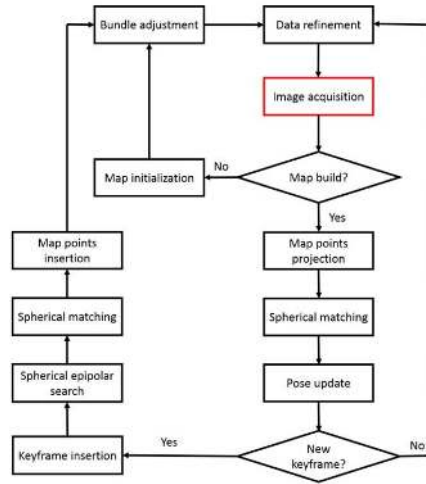 Bundle adjustment
Data refinement
Image acquisition
Map initialization
No
Map build?
Yes
Map points
insertion
Map points
projection
Spherical matching
Spherical matching
Spherical epipolar
search
Pose update
Keyframe insertion
Yes
New
keyframe?
No